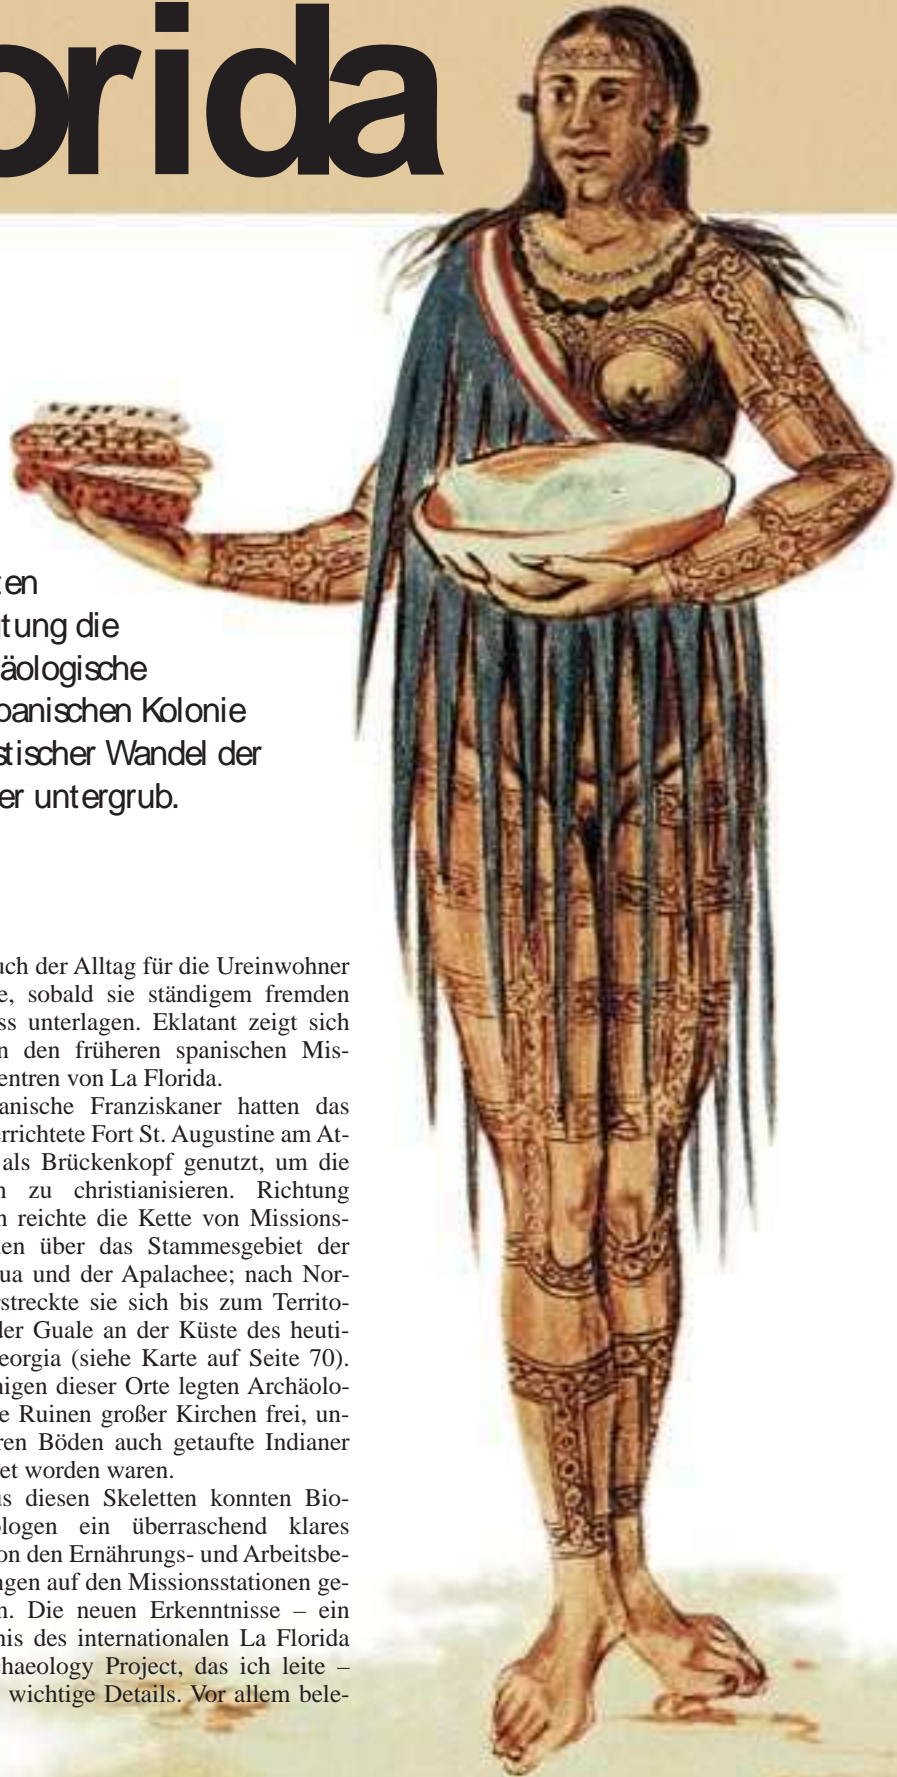 orida
ten
tung die
äologische
panischen Kolonie
stischer Wandel der
er untergrub.
uch der Alltag für die Ureinwohner
e, sobald sie ständigem fremden
ss unterlagen. Eklatant zeigt sich
n den früheren spanischen Mis-
entren von La Florida.
anische Franziskaner hatten das
errichtete Fort St. Augustine am At-
als Brückenkopf genutzt, um die
n zu christianisieren. Richtung
n reichte die Kette von Missions-
nen über das Stammesgebiet der
ua und der Apalachee; nach Nor-
rstreckte sie sich bis zum Territo-
der Guale an der Küste des heuti-
eorgia (siehe Karte auf Seite 70).
nigen dieser Orte legten Archäolo-
e Ruinen großer Kirchen frei, un-
ren Böden auch getaufte Indianer
et worden waren.
us diesen Skeletten konnten Bio-
ologen ein überraschend klares
on den Ernährungs- und Arbeitsbe-
ngen auf den Missionsstationen ge-
n. Die neuen Erkenntnisse – ein
nis des internationalen La Florida
chaeology Project, das ich leite –
wichtige Details. Vor allem bele-